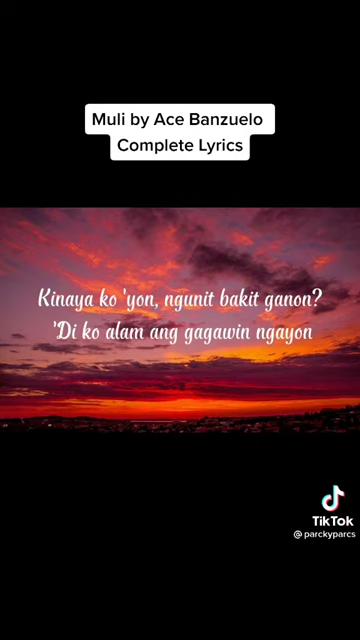 Muli by Ace Banzuelo
Complete Lyrics
Kinaya ko 'yon, ngunit bakit ganon?
'Di ko alam ang gagawin ngayon
TikTok
@parckyparcs